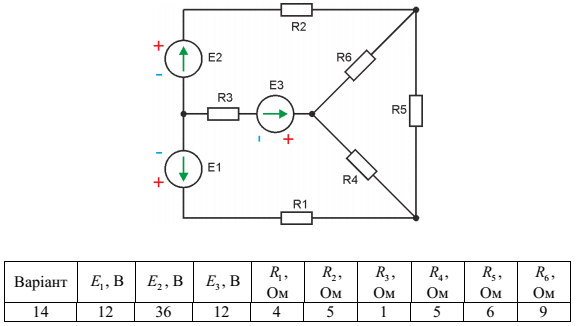 R2
+
-
E2
R6
E3
R3
R5
-
+
-
E1
+
R4
R1
Варіант E₁, В E₂, В E₃, В R₁, Ом R₂, Ом R₃, Ом R₄, Ом R₅, Ом R₆, Ом
14 12 36 12 4 5 1 5 6 9